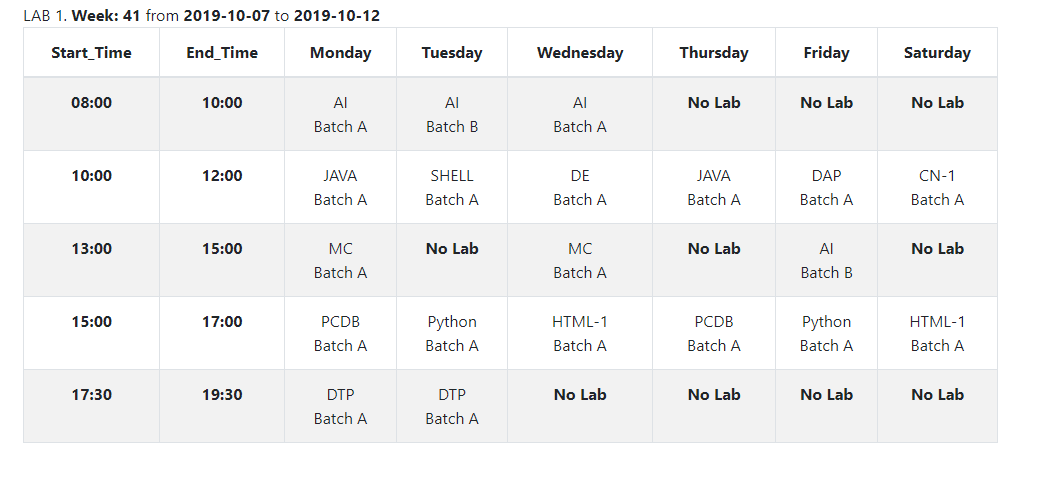 LAB 1. Week: 41 from 2019-10-07 to 2019-10-12
Start_Time End_Time Monday Tuesday Wednesday Thursday Friday Saturday
08:00 10:00 AI AI AI No Lab No Lab No Lab
Batch A Batch B Batch A
10:00 12:00 JAVA SHELL DE JAVA DAP CN-1
Batch A Batch A Batch A Batch A Batch A Batch A
13:00 15:00 MC No Lab MC No Lab AI No Lab
Batch A Batch A Batch B
15:00 17:00 PCDB Python HTML-1 PCDB Python HTML-1
Batch A Batch A Batch A Batch A Batch A Batch A
17:30 19:30 DTP DTP No Lab No Lab No Lab No Lab
Batch A Batch A